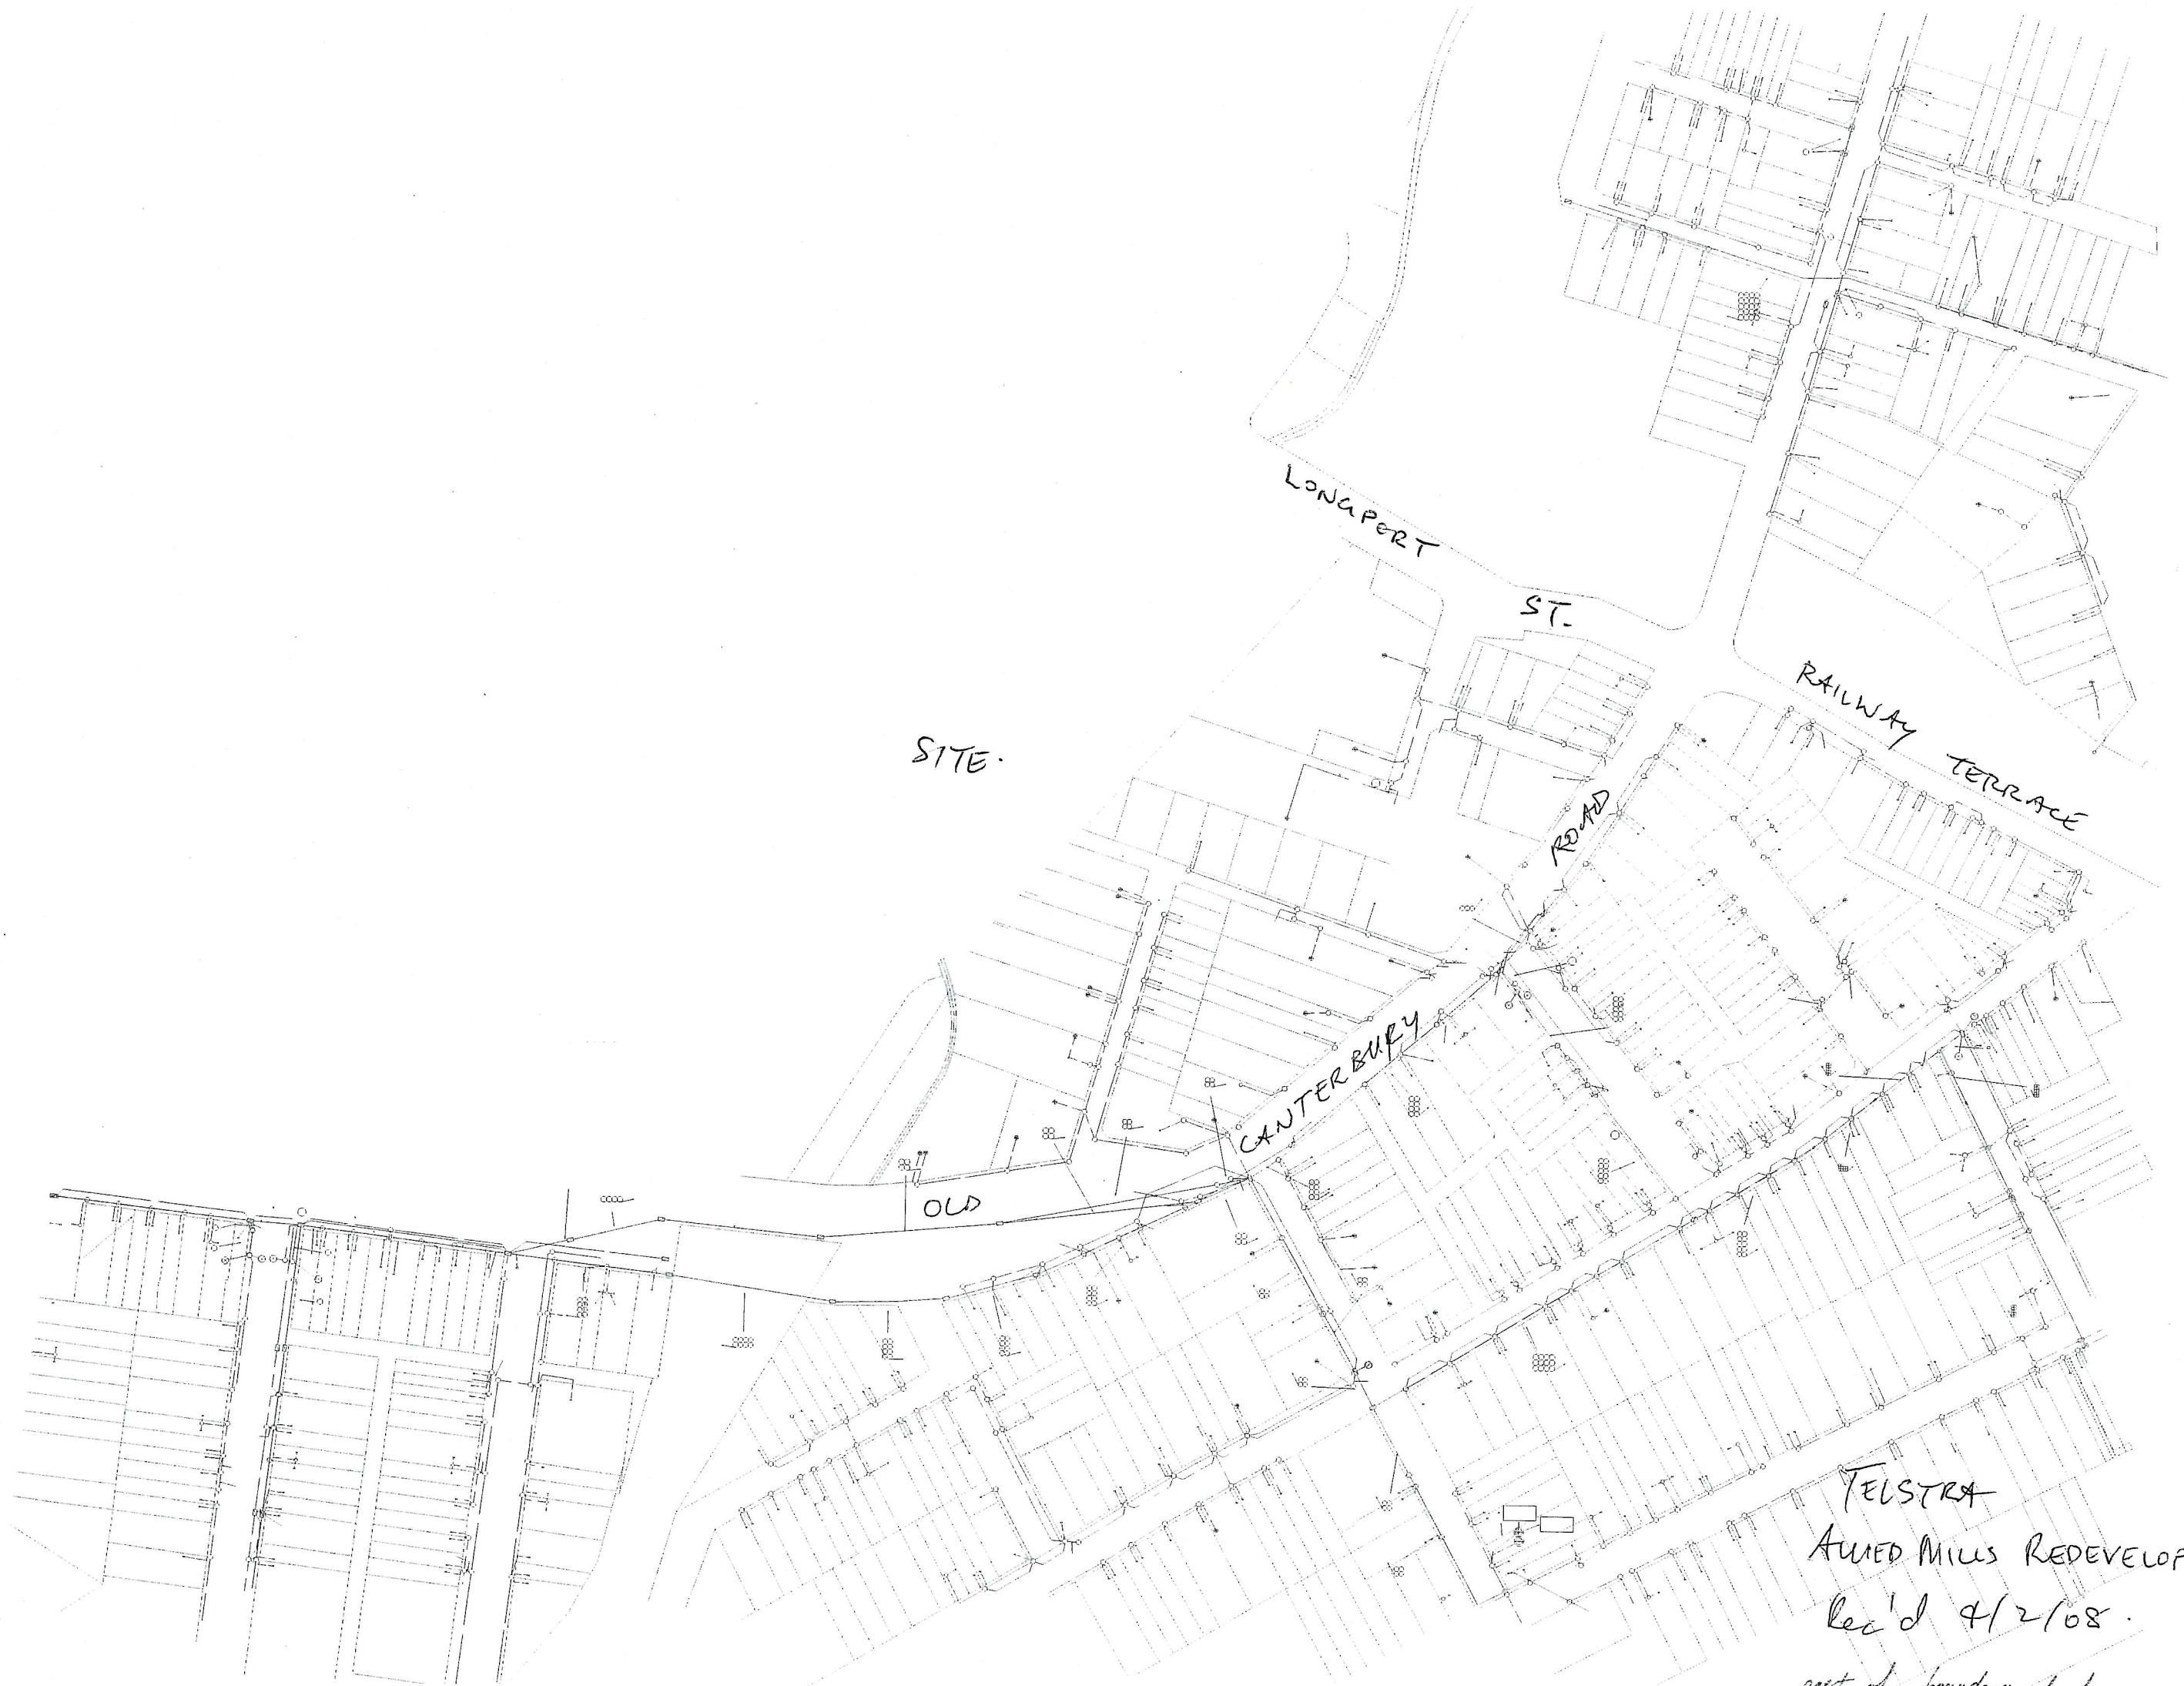 LONGPORT
ST.
RAILWAY TERRACE
SITE.
OLD CANTERBURY ROAD
TELSTRA
ALLIED MILLS REDEVELOP
Rec'd 4/2/08.